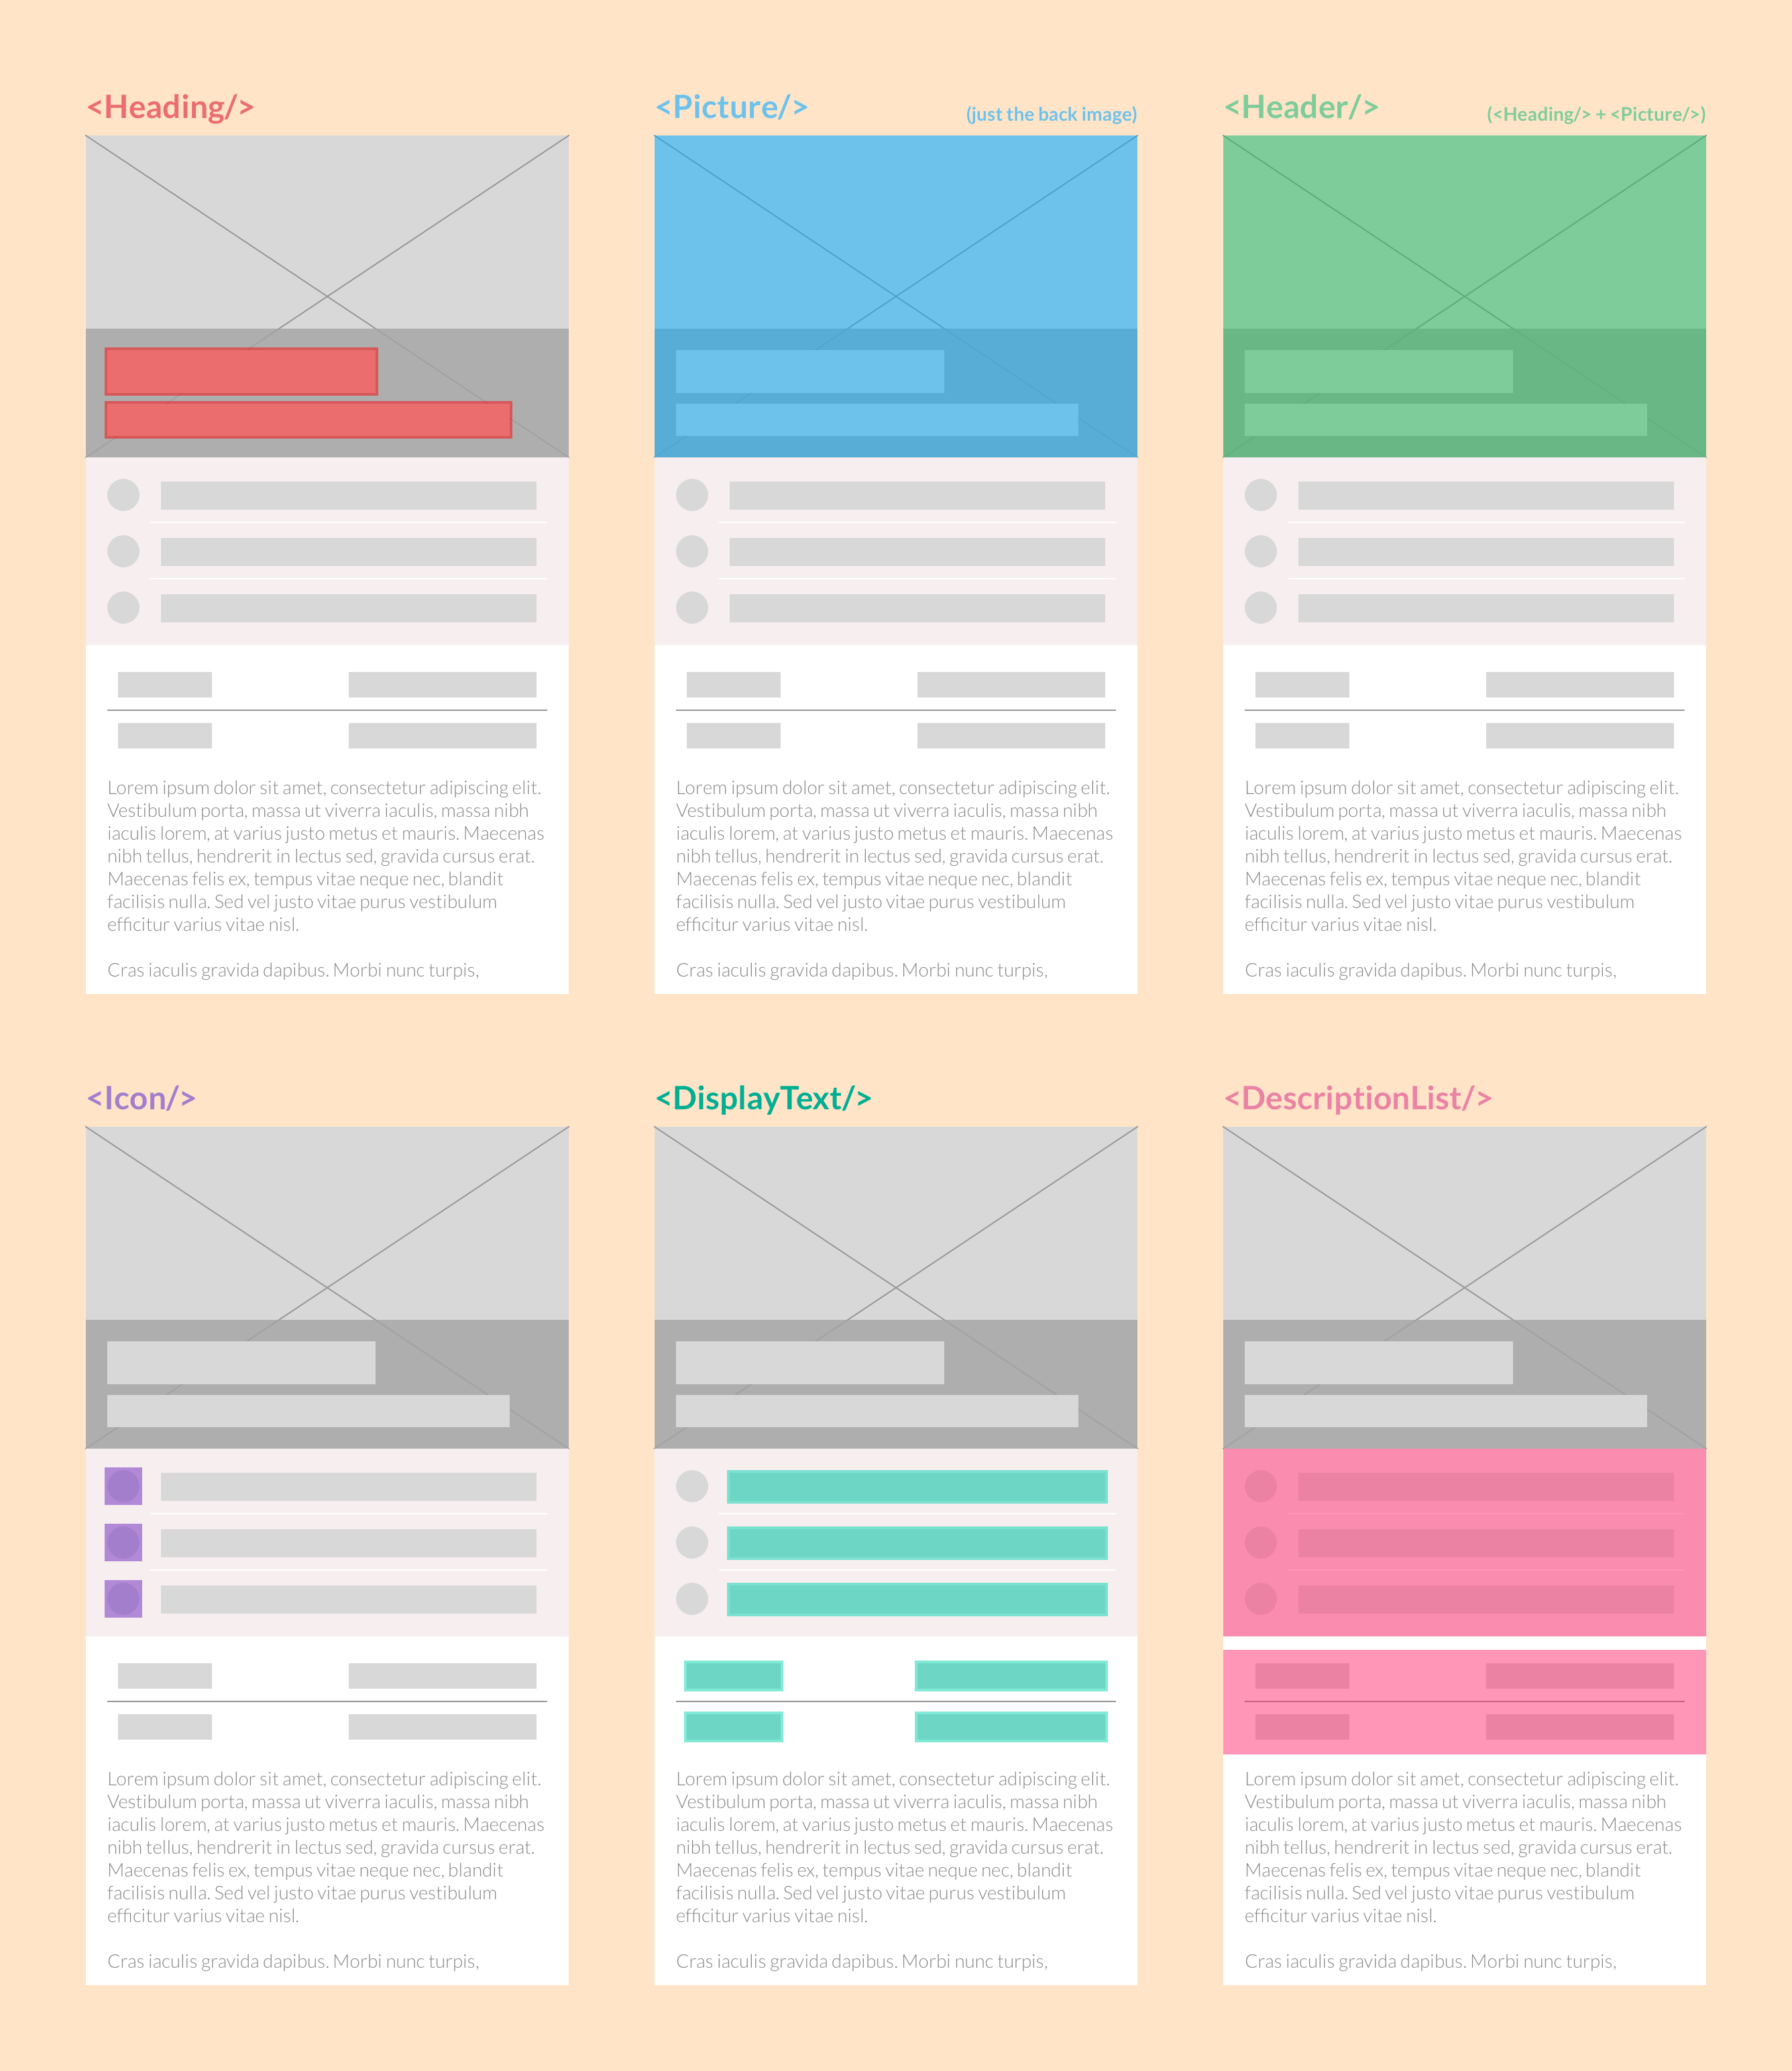 <Heading/>
Lorem ipsum dolor sit amet, consectetur adipiscing elit.
Vestibulum porta, massa ut viverra iaculis, massa nibh
iaculis lorem, at varius justo metus et mauris. Maecenas
nibh tellus, hendrerit in lectus sed, gravida cursus erat.
Maecenas felis ex, tempus vitae neque nec, blandit
facilisis nulla. Sed vel justo vitae purus vestibulum
efficitur varius vitae nisl.
Cras iaculis gravida dapibus. Morbi nunc turpis,
<Picture/>
(just the back image)
Lorem ipsum dolor sit amet, consectetur adipiscing elit.
Vestibulum porta, massa ut viverra iaculis, massa nibh
iaculis lorem, at varius justo metus et mauris. Maecenas
nibh tellus, hendrerit in lectus sed, gravida cursus erat.
Maecenas felis ex, tempus vitae neque nec, blandit
facilisis nulla. Sed vel justo vitae purus vestibulum
efficitur varius vitae nisl.
Cras iaculis gravida dapibus. Morbi nunc turpis,
<Header/>
(<Heading/> + <Picture/>)
Lorem ipsum dolor sit amet, consectetur adipiscing elit.
Vestibulum porta, massa ut viverra iaculis, massa nibh
iaculis lorem, at varius justo metus et mauris. Maecenas
nibh tellus, hendrerit in lectus sed, gravida cursus erat.
Maecenas felis ex, tempus vitae neque nec, blandit
facilisis nulla. Sed vel justo vitae purus vestibulum
efficitur varius vitae nisl.
Cras iaculis gravida dapibus. Morbi nunc turpis,
<Icon/>
Lorem ipsum dolor sit amet, consectetur adipiscing elit.
Vestibulum porta, massa ut viverra iaculis, massa nibh
iaculis lorem, at varius justo metus et mauris. Maecenas
nibh tellus, hendrerit in lectus sed, gravida cursus erat.
Maecenas felis ex, tempus vitae neque nec, blandit
facilisis nulla. Sed vel justo vitae purus vestibulum
efficitur varius vitae nisl.
Cras iaculis gravida dapibus. Morbi nunc turpis,
<DisplayText/>
Lorem ipsum dolor sit amet, consectetur adipiscing elit.
Vestibulum porta, massa ut viverra iaculis, massa nibh
iaculis lorem, at varius justo metus et mauris. Maecenas
nibh tellus, hendrerit in lectus sed, gravida cursus erat.
Maecenas felis ex, tempus vitae neque nec, blandit
facilisis nulla. Sed vel justo vitae purus vestibulum
efficitur varius vitae nisl.
Cras iaculis gravida dapibus. Morbi nunc turpis,
<DescriptionList/>
Lorem ipsum dolor sit amet, consectetur adipiscing elit.
Vestibulum porta, massa ut viverra iaculis, massa nibh
iaculis lorem, at varius justo metus et mauris. Maecenas
nibh tellus, hendrerit in lectus sed, gravida cursus erat.
Maecenas felis ex, tempus vitae neque nec, blandit
facilisis nulla. Sed vel justo vitae purus vestibulum
efficitur varius vitae nisl.
Cras iaculis gravida dapibus. Morbi nunc turpis,